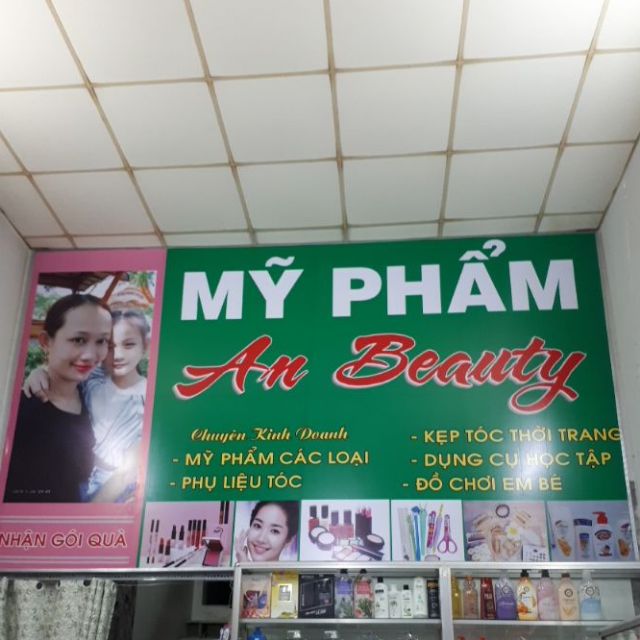 MỸ PHẨM
An Beauty
Chuyên Kinh Doanh
- MỸ PHẨM CÁC LOẠI
- PHỤ LIỆU TÓC
- KẸP TÓC THỜI TRANG
- DỤNG CỤ HỌC TẬP
- ĐỒ CHƠI EM BÉ
NHẬN GÓI QUÀ